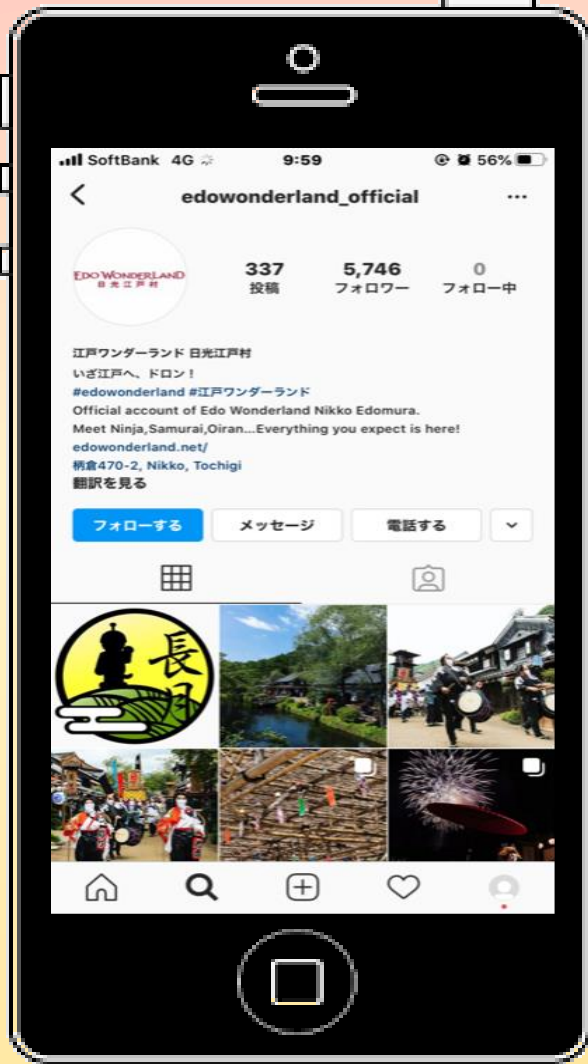 SoftBank 4G 9:59 56%
edowonderland_official
EDO WONDERLAND
日光江戸村
337 5,746 0
投稿 フォロワー フォロー中
江戸ワンダーランド 日光江戸村
いざ江戸へ、ドロン！
#edowonderland #江戸ワンダーランド
Official account of Edo Wonderland Nikko Edomura.
Meet Ninja,Samurai,Oiran...Everything you expect is here!
edowonderland.net/
柄倉470-2, Nikko, Tochigi
翻訳を見る
フォローする メッセージ 電話する
長月